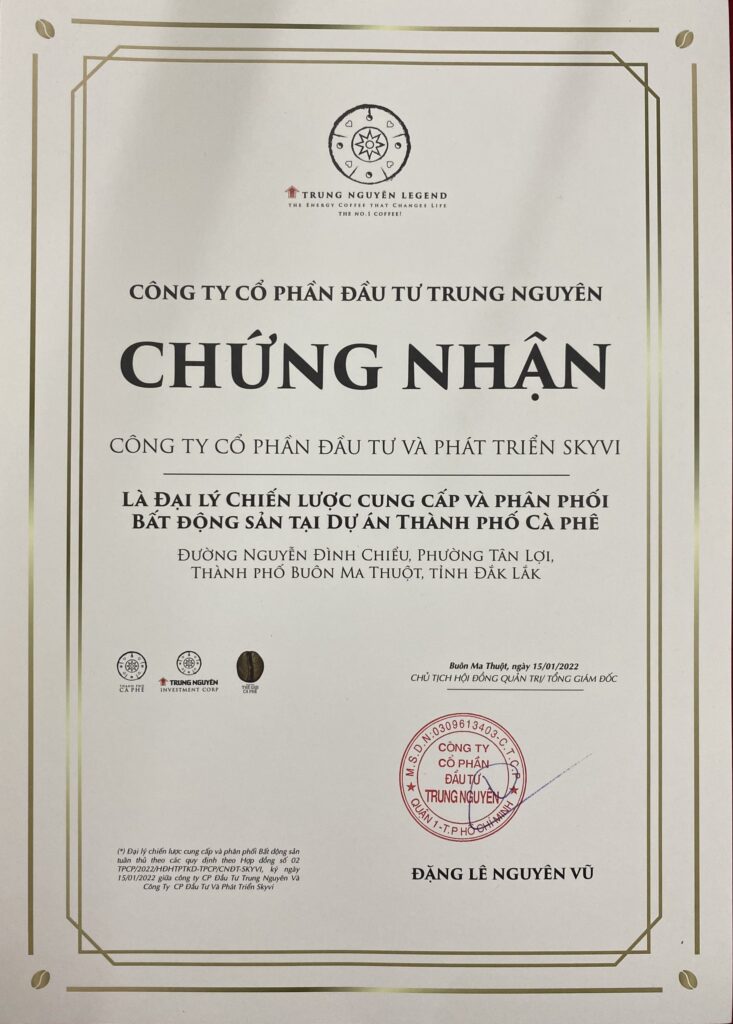 TRUNG NGUYÊN LEGEND
THE ENERGY COFFEE THAT CHANGES LIFE
THE NO.1 COFFEE!
CÔNG TY CỔ PHẦN ĐẦU TƯ TRUNG NGUYÊN
CHỨNG NHẬN
CÔNG TY CỔ PHẦN ĐẦU TƯ VÀ PHÁT TRIỂN SKYVI
LÀ ĐẠI LÝ CHIẾN LƯỢC CUNG CẤP VÀ PHÂN PHỐI
BẤT ĐỘNG SẢN TẠI DỰ ÁN THÀNH PHỐ CÀ PHÊ
ĐƯỜNG NGUYỄN ĐÌNH CHIỂU, PHƯỜNG TÂN LỢI,
THÀNH PHỐ BUÔN MA THUỘT, TỈNH ĐẮK LẮK
THÀNH PHỐ
CÀ PHÊ
TRUNG NGUYÊN
INVESTMENT CORP
THẾ GIỚI
CÀ PHÊ
Buôn Ma Thuột, ngày 15/01/2022
CHỦ TỊCH HỘI ĐỒNG QUẢN TRỊ/ TỔNG GIÁM ĐỐC
M.S.D.N:0309613403-C.T.C.P
CÔNG TY
CỔ PHẦN
ĐẦU TƯ
TRUNG NGUYÊN
QUẬN 1-T.P HỒ CHÍ MINH
(*) Đại lý chiến lược cung cấp và phân phối Bất động sản
tuân thủ theo các quy định theo Hợp đồng số 02
TPCP/2022/HĐHTPTKD-TPCP/CNĐT-SKYVI, ký ngày
15/01/2022 giữa công ty CP Đầu Tư Trung Nguyên Và
Công Ty CP Đầu Tư Và Phát Triển Skyvi
ĐẶNG LÊ NGUYÊN VŨ